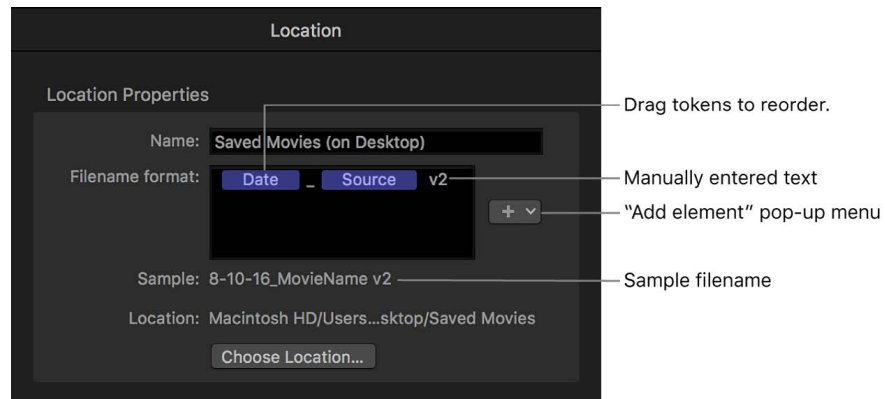 Location
Location Properties
Drag tokens to reorder.
Name: Saved Movies (on Desktop)
Filename format: Date _ Source v2
Manually entered text
+
“Add element” pop-up menu
Sample: 8-10-16_MovieName v2
Sample filename
Location: Macintosh HD/Users...sktop/Saved Movies
Choose Location...